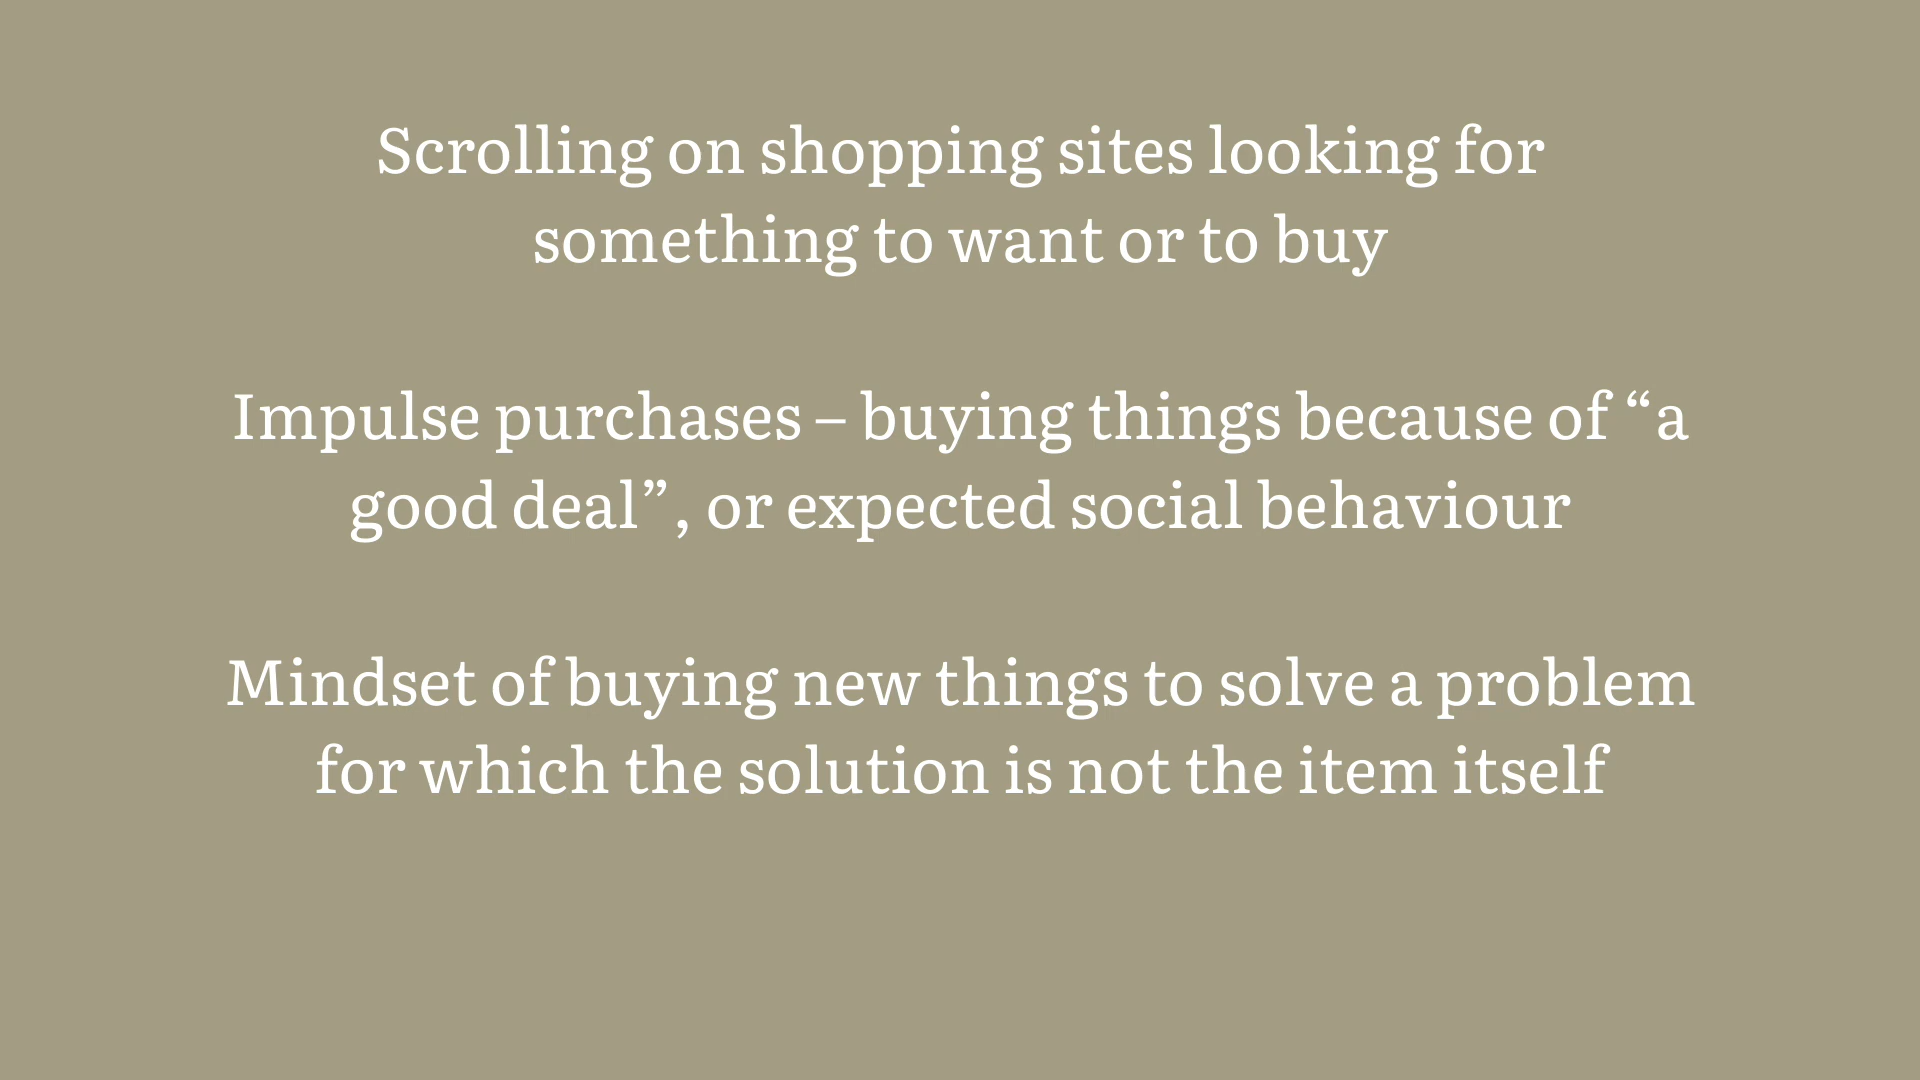 Scrolling on shopping sites looking for
something to want or to buy
Impulse purchases – buying things because of “a
good deal”, or expected social behaviour
Mindset of buying new things to solve a problem
for which the solution is not the item itself